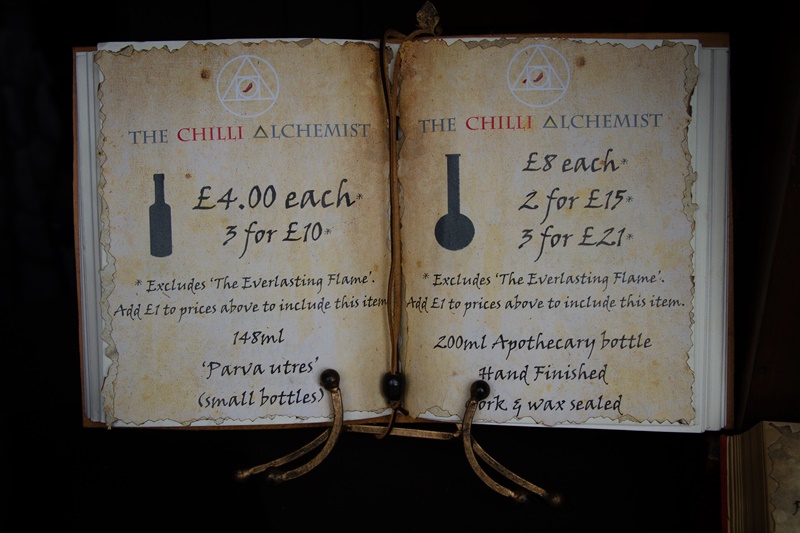 THE CHILLI ALCHEMIST
£4.00 each*
3 for £10*
* Excludes 'The Everlasting Flame'.
Add £1 to prices above to include this item
148ml
'Parva utres'
(small bottles)
THE CHILLI ALCHEMIST
£8 each*
2 for £15*
3 for £21*
* Excludes 'The Everlasting Flame'.
Add £1 to prices above to include this item.
200ml Apothecary bottle
Hand Finished
ork & wax sealed